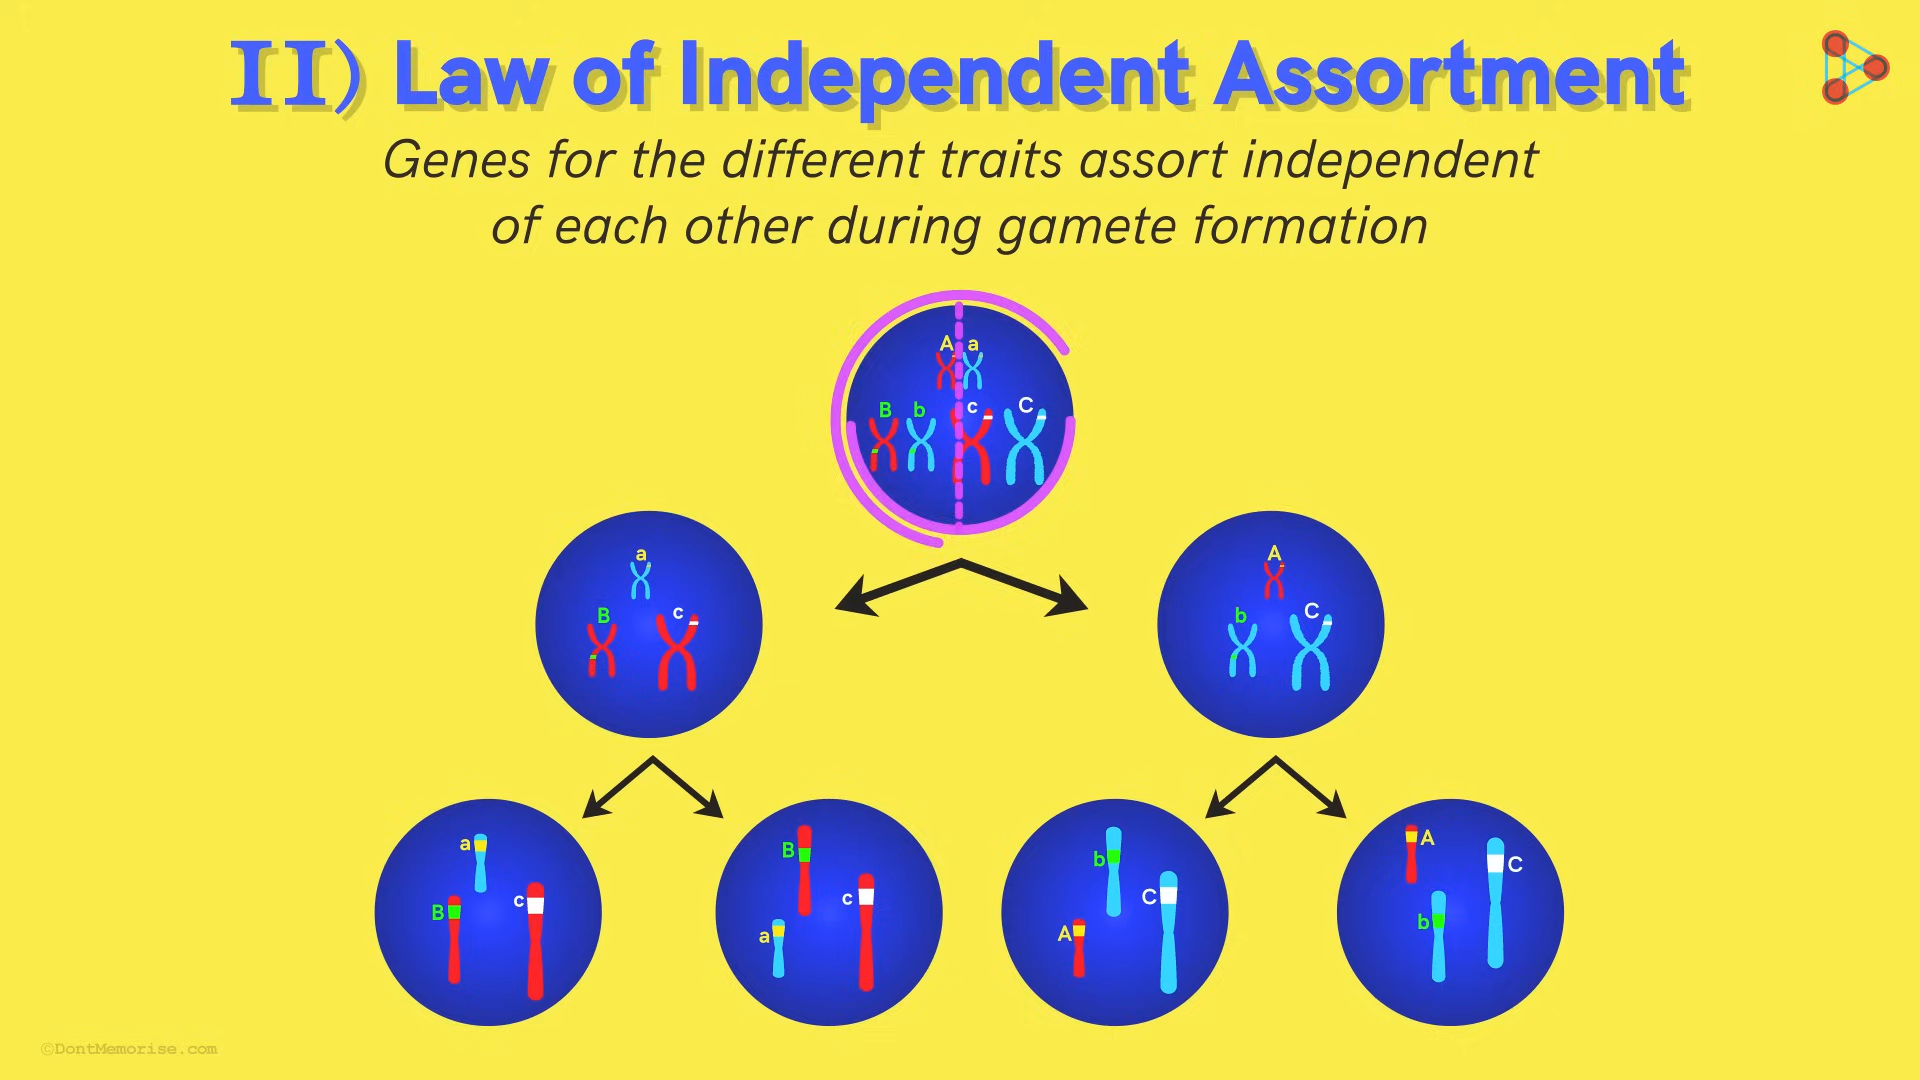 II) Law of Independent Assortment
Genes for the different traits assort independent
of each other during gamete formation
A a
B b c C
a
B c
A
b C
a
B c
B
c
a
b
C
A
A
C
b
©DontMemorise.com